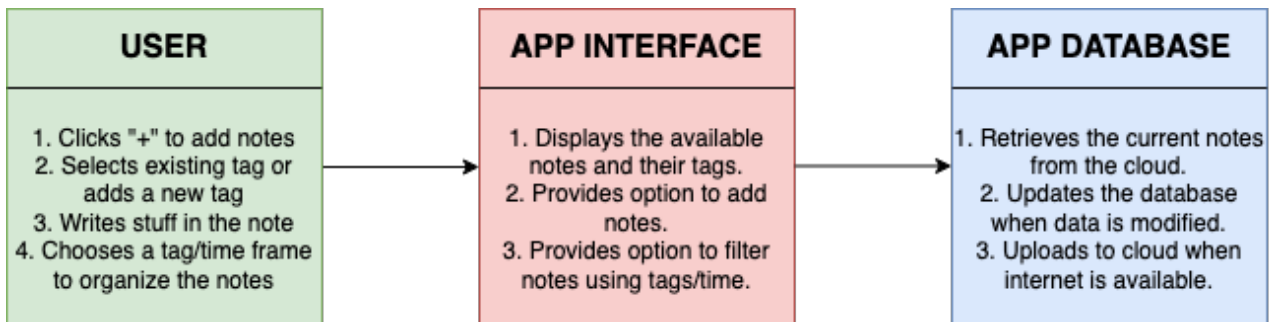 USER
1. Clicks "+" to add notes
2. Selects existing tag or
adds a new tag
3. Writes stuff in the note
4. Chooses a tag/time frame
to organize the notes
APP INTERFACE
1. Displays the available
notes and their tags.
2. Provides option to add
notes.
3. Provides option to filter
notes using tags/time.
APP DATABASE
1. Retrieves the current notes
from the cloud.
2. Updates the database
when data is modified.
3. Uploads to cloud when
internet is available.